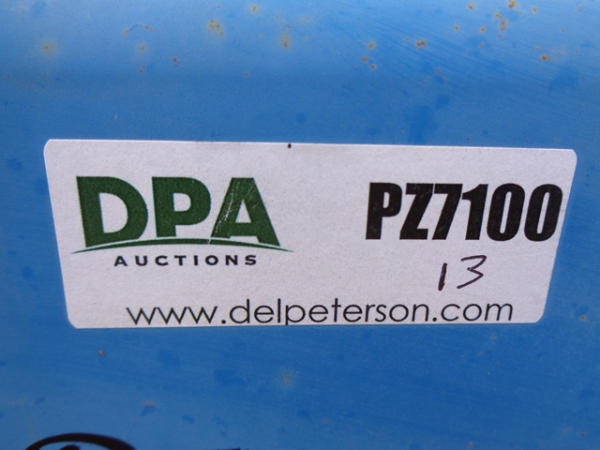 DPA
AUCTIONS
PZ7100
13
www.delpeterson.com